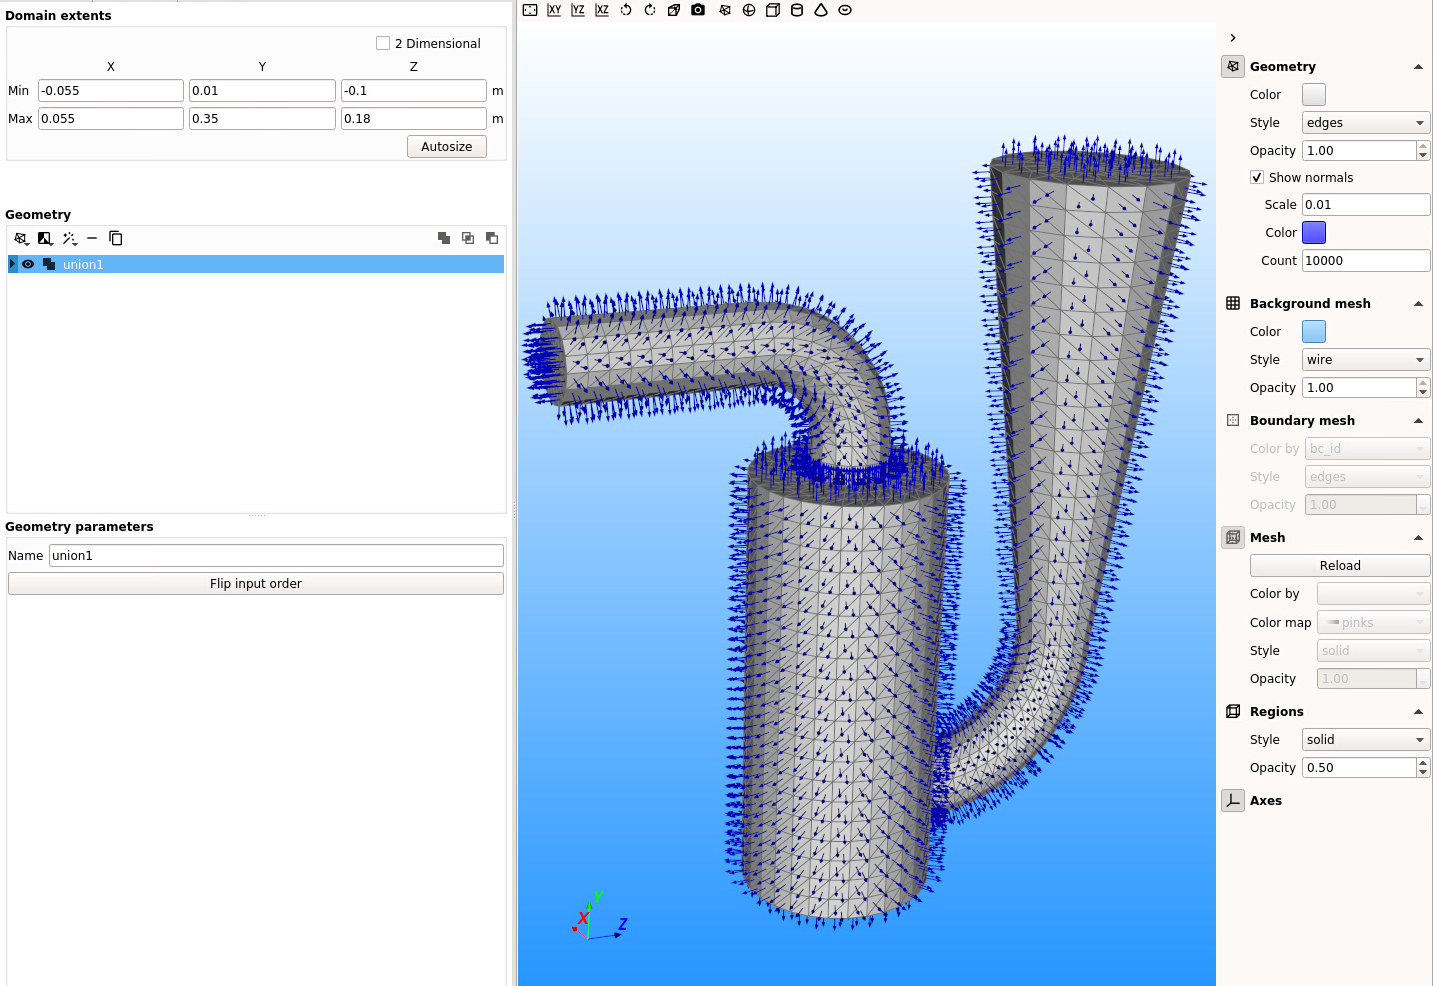 Domain extents
2 Dimensional
X Y Z
Min -0.055 0.01 -0.1 m
Max 0.055 0.35 0.18 m
Autosize
Geometry
union1
Geometry parameters
Name union1
Flip input order
XY YZ XZ
Y
X
Z
Geometry
Color
Style edges
Opacity 1.00
Show normals
Scale 0.01
Color
Count 10000
Background mesh
Color
Style wire
Opacity 1.00
Boundary mesh
Color by bc_id
Style edges
Opacity 1.00
Mesh
Reload
Color by
Color map pinks
Style solid
Opacity 1.00
Regions
Style solid
Opacity 0.50
Axes